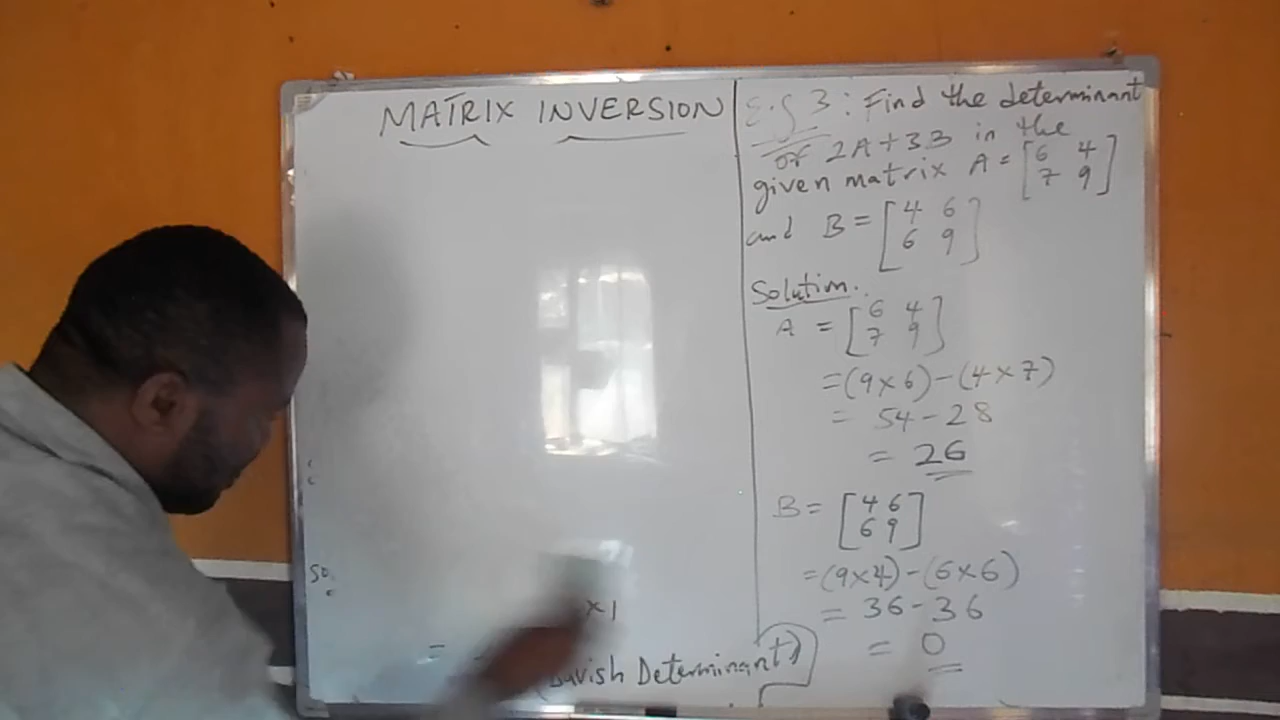 MATRIX INVERSION
so
× 1
=
Determinant)
E.g 3: Find the determinant
of 2A + 3B in the
given matrix A = [6 4
7 9]
and B = [4 6
6 9]
Solution.
A = [6 4
7 9]
= (9 × 6) - (4 × 7)
= 54 - 28
= 26
B = [4 6
6 9]
= (9 × 4) - (6 × 6)
= 36 - 36
= 0